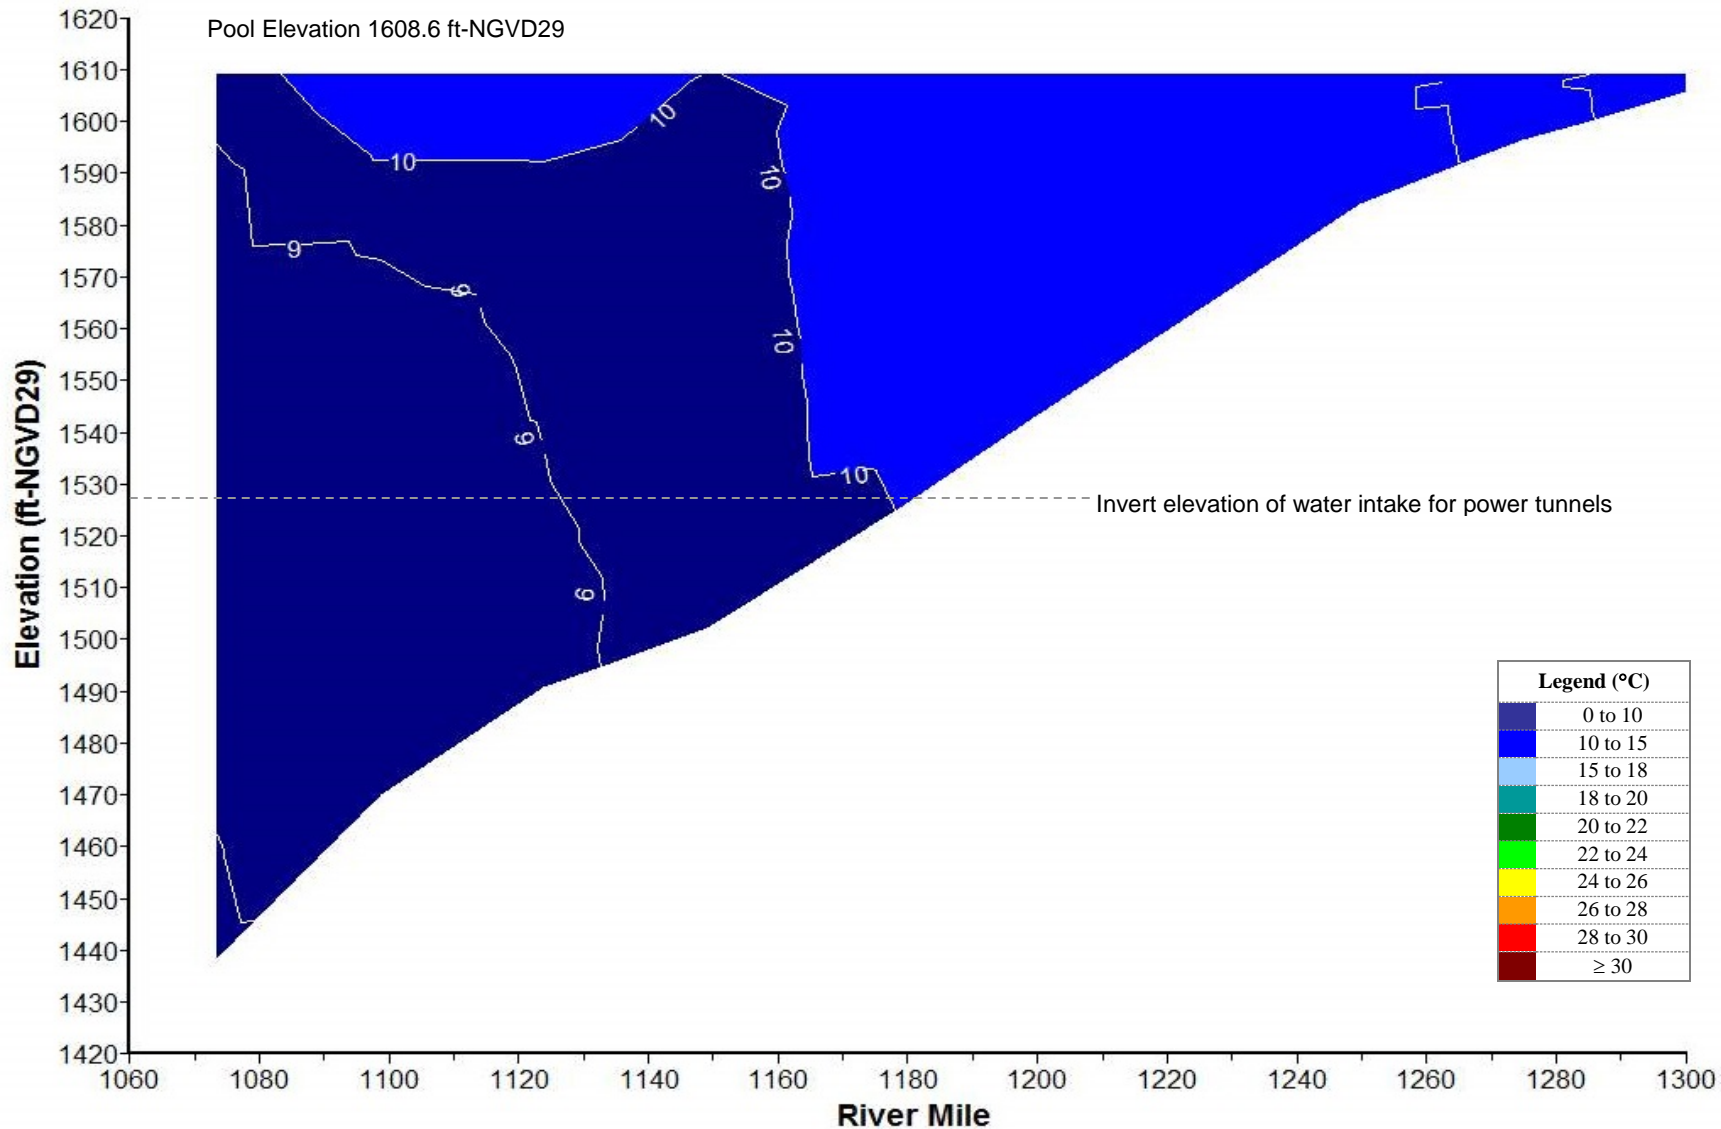 Pool Elevation 1608.6 ft-NGVD29
1620
1610
1600
1590
1580
1570
1560
1550
1540
1530
1520
1510
1500
1490
1480
1470
1460
1450
1440
1430
1420
Elevation (ft-NGVD29)
10
10
10
10
10
9
9
9
9
Invert elevation of water intake for power tunnels
Legend (°C)
0 to 10
10 to 15
15 to 18
18 to 20
20 to 22
22 to 24
24 to 26
26 to 28
28 to 30
≥ 30
1060 1080 1100 1120 1140 1160 1180 1200 1220 1240 1260 1280 1300
River Mile